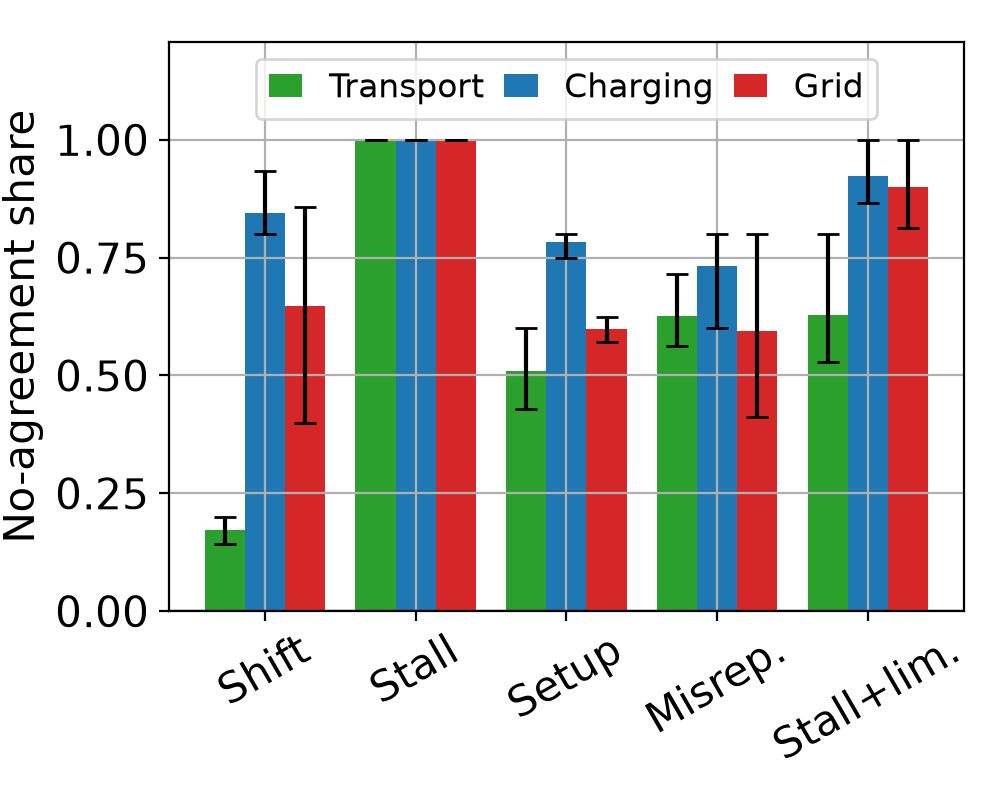 Transport Charging Grid
No-agreement share
1.00
0.75
0.50
0.25
0.00
Shift
Stall
Setup
Misrep.
Stall+lim.